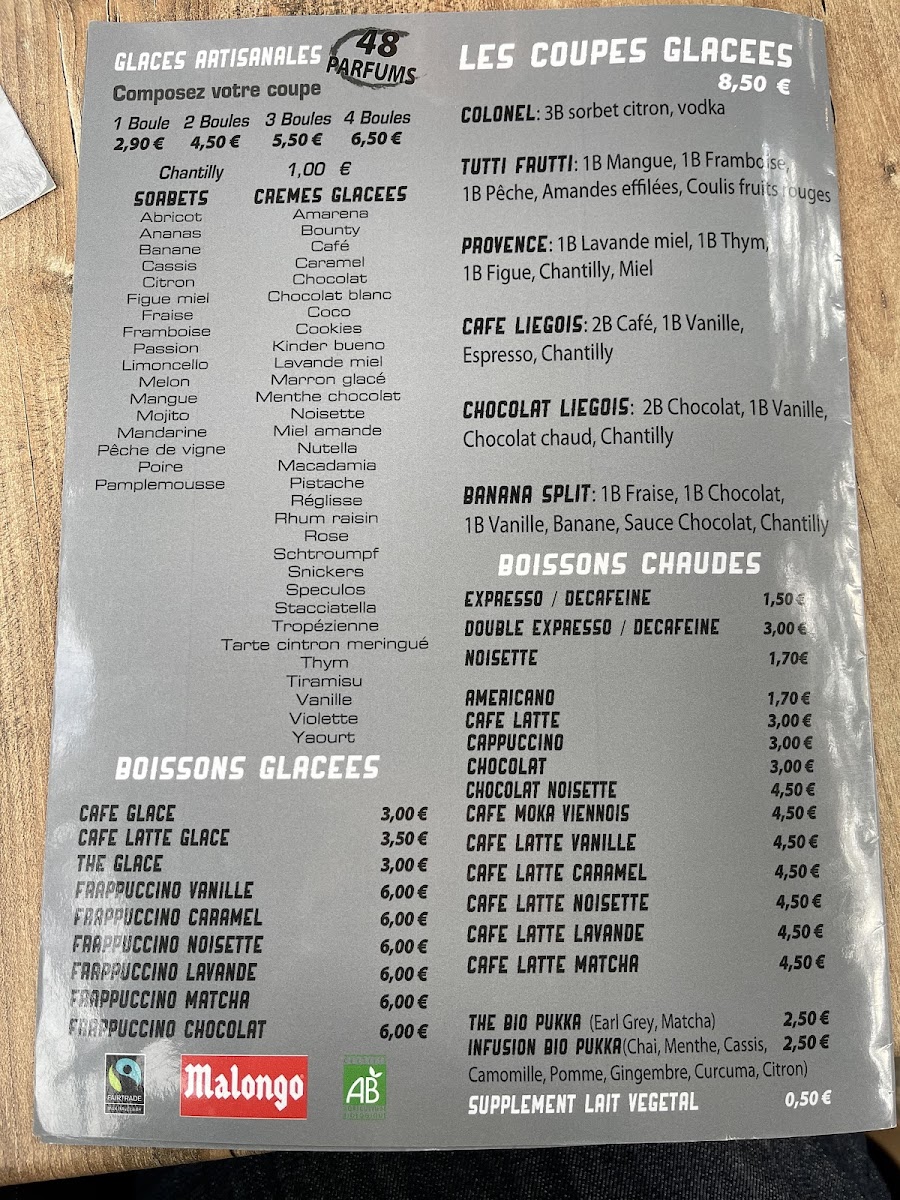 GLACES ARTISANALES
48
PARFUMS
Composez votre coupe
1 Boule 2 Boules 3 Boules 4 Boules
2,90 € 4,50 € 5,50 € 6,50 €
Chantilly 1,00 €
SORBETS
Abricot
Ananas
Banane
Cassis
Citron
Figue miel
Fraise
Framboise
Passion
Limoncello
Melon
Mangue
Mojito
Mandarine
Pêche de vigne
Poire
Pamplemousse
CREMES GLACEES
Amarena
Bounty
Café
Caramel
Chocolat
Chocolat blanc
Coco
Cookies
Kinder bueno
Lavande miel
Marron glacé
Menthe chocolat
Noisette
Miel amande
Nutella
Macadamia
Pistache
Réglisse
Rhum raisin
Rose
Schtroumpf
Snickers
Speculos
Stacciatella
Tropézienne
Tarte cintron meringué
Thym
Tiramisu
Vanille
Violette
Yaourt
BOISSONS GLACEES
CAFE GLACE 3,00 €
CAFE LATTE GLACE 3,50 €
THE GLACE 3,00 €
FRAPPUCCINO VANILLE 6,00 €
FRAPPUCCINO CARAMEL 6,00 €
FRAPPUCCINO NOISETTE 6,00 €
FRAPPUCCINO LAVANDE 6,00 €
FRAPPUCCINO MATCHA 6,00 €
FRAPPUCCINO CHOCOLAT 6,00 €
FAIRTRADE
Malongo
AB
LES COUPES GLACEES
8,50 €
COLONEL: 3B sorbet citron, vodka
TUTTI FRUTTI: 1B Mangue, 1B Framboise,
1B Pêche, Amandes effilées, Coulis fruits rouges
PROVENCE: 1B Lavande miel, 1B Thym,
1B Figue, Chantilly, Miel
CAFE LIEGOIS: 2B Café, 1B Vanille,
Espresso, Chantilly
CHOCOLAT LIEGOIS: 2B Chocolat, 1B Vanille,
Chocolat chaud, Chantilly
BANANA SPLIT: 1B Fraise, 1B Chocolat,
1B Vanille, Banane, Sauce Chocolat, Chantilly
BOISSONS CHAUDES
EXPRESSO / DECAFEINE 1,50 €
DOUBLE EXPRESSO / DECAFEINE 3,00 €
NOISETTE 1,70€
AMERICANO 1,70 €
CAFE LATTE 3,00 €
CAPPUCCINO 3,00 €
CHOCOLAT 3,00 €
CHOCOLAT NOISETTE 4,50 €
CAFE MOKA VIENNOIS 4,50 €
CAFE LATTE VANILLE 4,50 €
CAFE LATTE CARAMEL 4,50 €
CAFE LATTE NOISETTE 4,50 €
CAFE LATTE LAVANDE 4,50 €
CAFE LATTE MATCHA 4,50 €
THE BIO PUKKA (Earl Grey, Matcha) 2,50 €
INFUSION BIO PUKKA(Chai, Menthe, Cassis, 2,50 €
Camomille, Pomme, Gingembre, Curcuma, Citron)
SUPPLEMENT LAIT VEGETAL 0,50 €